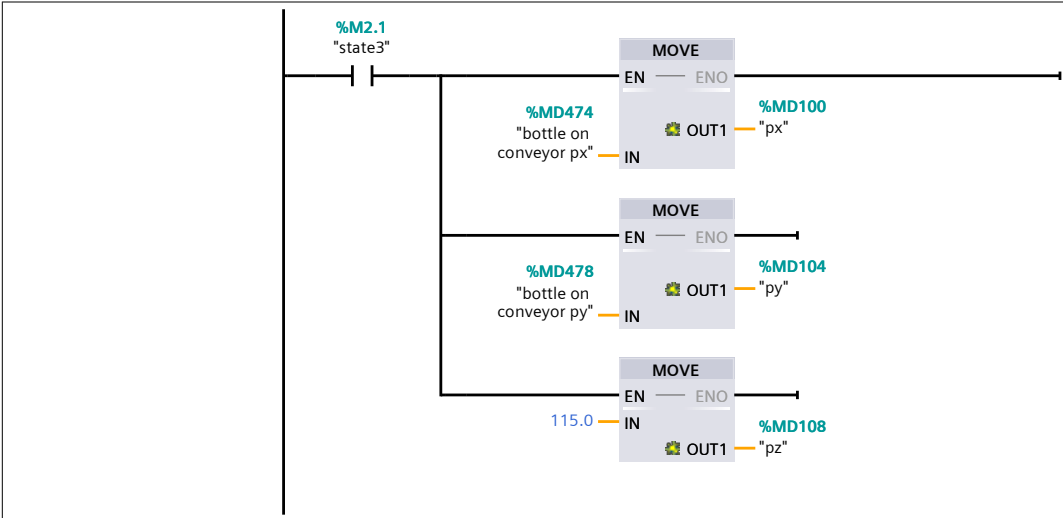 %M2.1
"state3"
MOVE
EN ENO
%MD474
"bottle on
conveyor px"
IN
OUT1
%MD100
"px"
MOVE
EN ENO
%MD478
"bottle on
conveyor py"
IN
OUT1
%MD104
"py"
MOVE
EN ENO
115.0
IN
OUT1
%MD108
"pz"